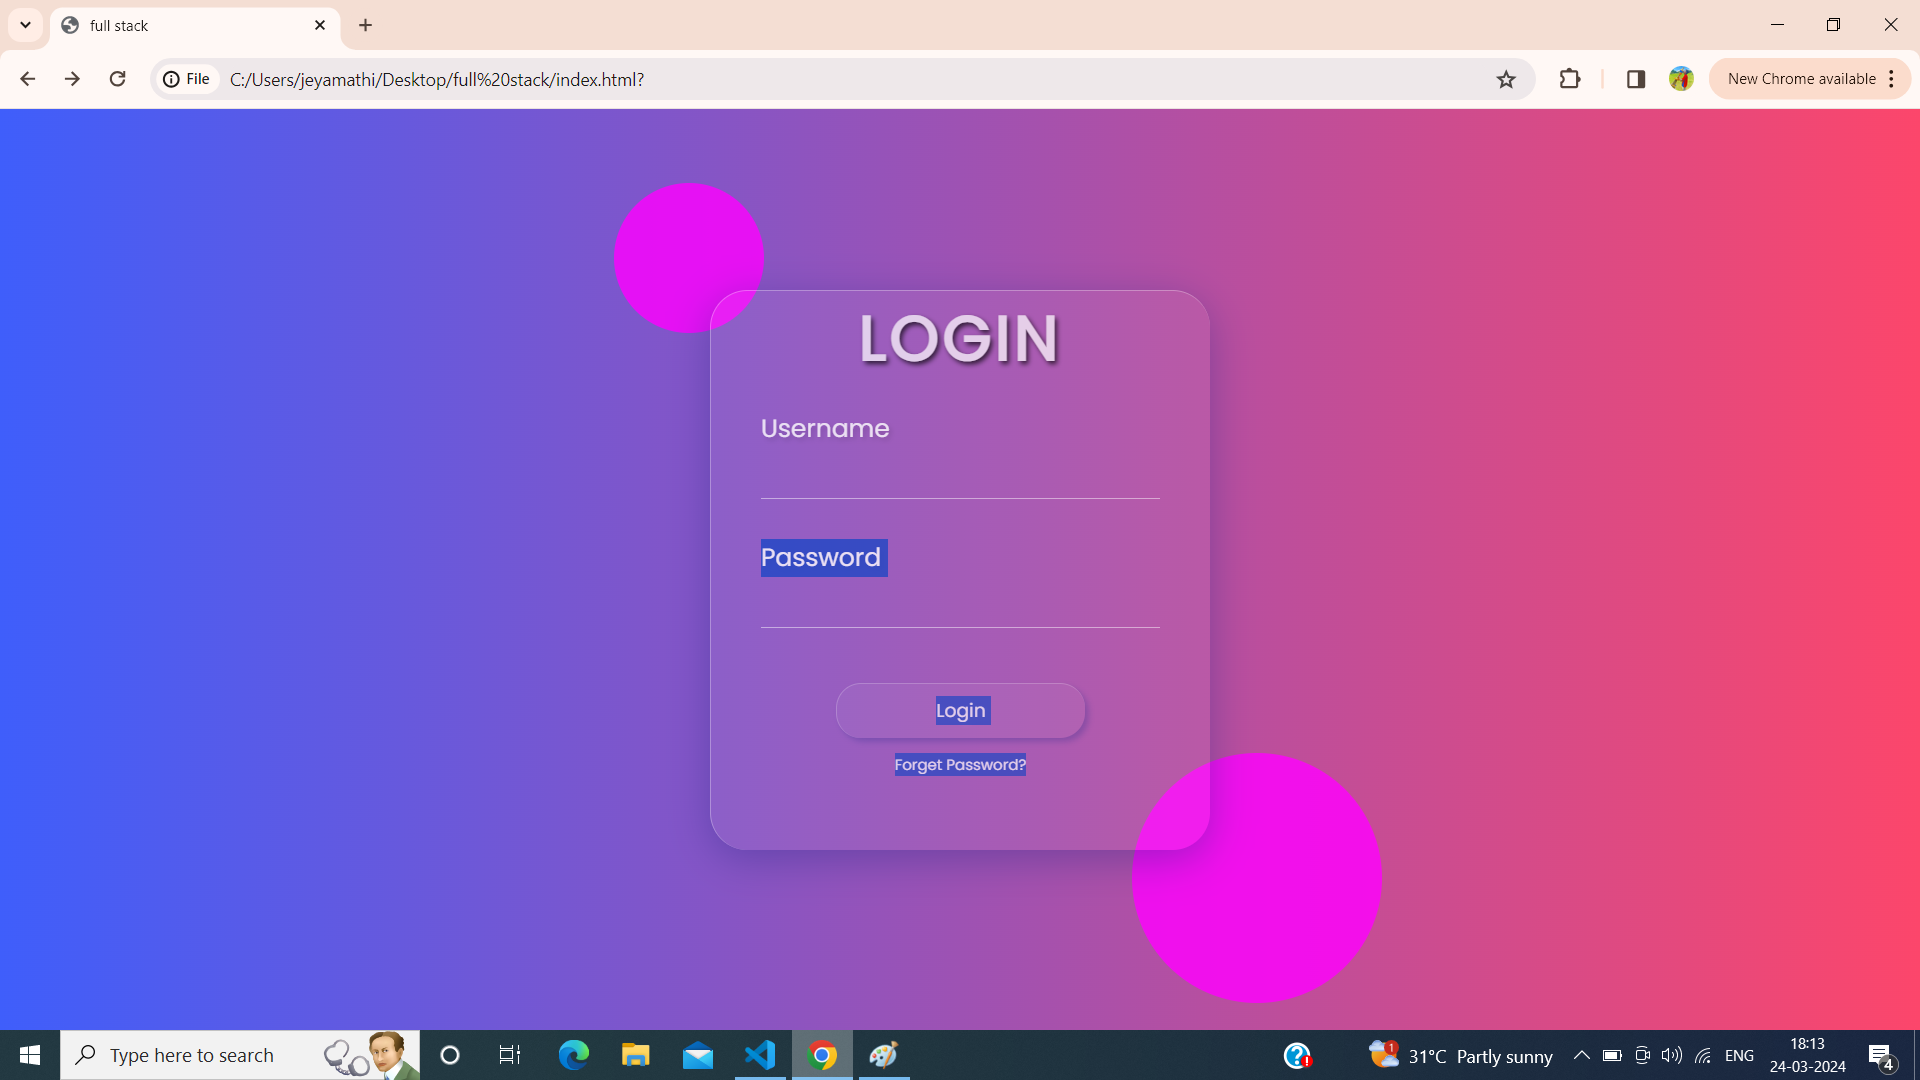 full stack
File
C:/Users/jeyamathi/Desktop/full%20stack/index.html?
New Chrome available
LOGIN
Username
Password
Login
Forget Password?
Type here to search
1
31°C Partly sunny
ENG
18:13
24-03-2024
4